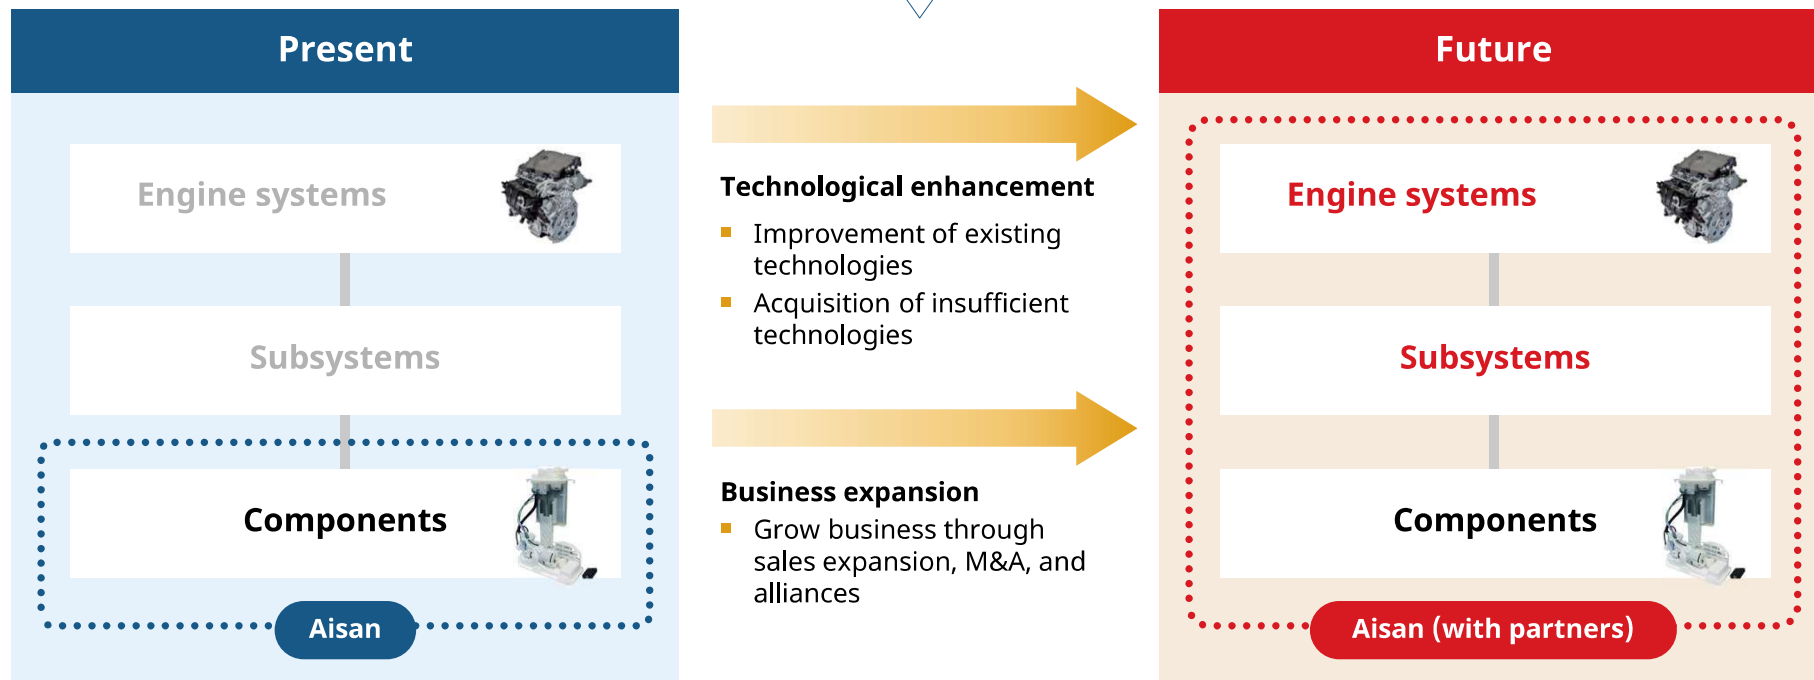 Present
Engine systems
Subsystems
Components
Aisan
Technological enhancement
Improvement of existing
technologies
Acquisition of insufficient
technologies
Business expansion
Grow business through
sales expansion, M&A, and
alliances
Future
Engine systems
Subsystems
Components
Aisan (with partners)